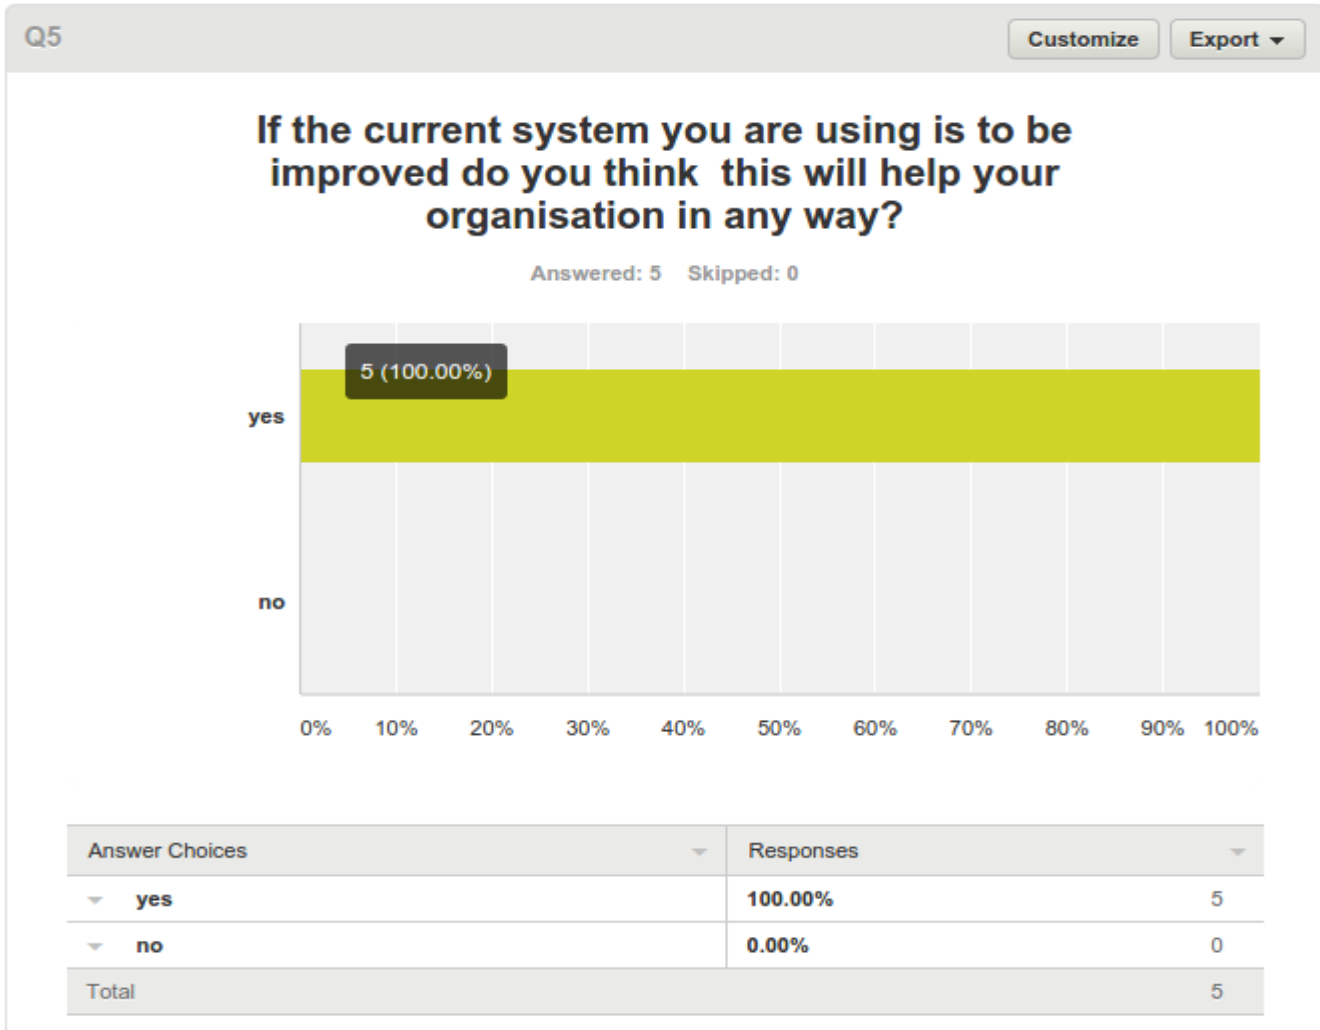 Q5
Customize
Export
If the current system you are using is to be
improved do you think  this will help your
organisation in any way?
Answered: 5 Skipped: 0
5 (100.00%)
yes
no
0% 10% 20% 30% 40% 50% 60% 70% 80% 90% 100%
Answer Choices Responses
yes 100.00% 5
no 0.00% 0
Total 5